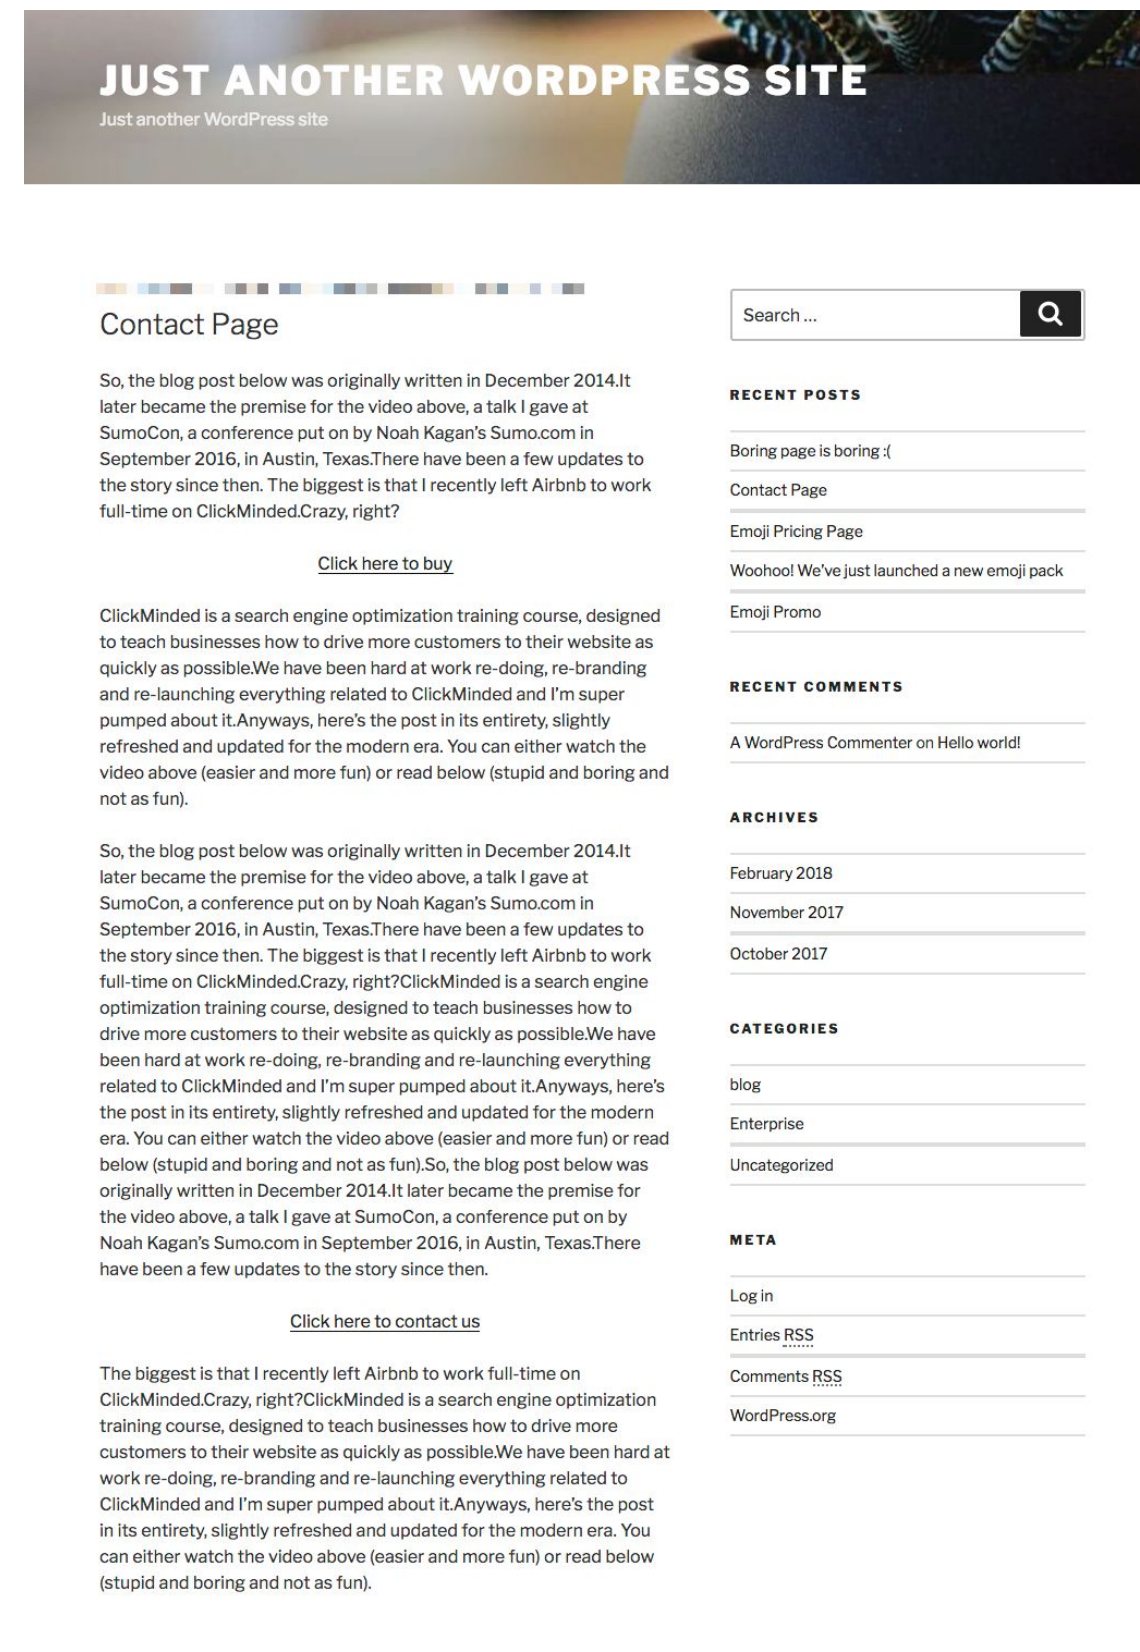 JUST ANOTHER WORDPRESS SITE
Just another WordPress site
Contact Page
So, the blog post below was originally written in December 2014.It
later became the premise for the video above, a talk I gave at
SumoCon, a conference put on by Noah Kagan's Sumo.com in
September 2016, in Austin, Texas.There have been a few updates to
the story since then. The biggest is that I recently left Airbnb to work
full-time on ClickMinded.Crazy, right?
Click here to buy
ClickMinded is a search engine optimization training course, designed
to teach businesses how to drive more customers to their website as
quickly as possible.We have been hard at work re-doing, re-branding
and re-launching everything related to ClickMinded and I'm super
pumped about it.Anyways, here's the post in its entirety, slightly
refreshed and updated for the modern era. You can either watch the
video above (easier and more fun) or read below (stupid and boring and
not as fun).
So, the blog post below was originally written in December 2014.It
later became the premise for the video above, a talk I gave at
SumoCon, a conference put on by Noah Kagan's Sumo.com in
September 2016, in Austin, Texas.There have been a few updates to
the story since then. The biggest is that I recently left Airbnb to work
full-time on ClickMinded.Crazy, right?ClickMinded is a search engine
optimization training course, designed to teach businesses how to
drive more customers to their website as quickly as possible.We have
been hard at work re-doing, re-branding and re-launching everything
related to ClickMinded and I'm super pumped about it.Anyways, here's
the post in its entirety, slightly refreshed and updated for the modern
era. You can either watch the video above (easier and more fun) or read
below (stupid and boring and not as fun).So, the blog post below was
originally written in December 2014.It later became the premise for
the video above, a talk I gave at SumoCon, a conference put on by
Noah Kagan's Sumo.com in September 2016, in Austin, Texas.There
have been a few updates to the story since then.
Click here to contact us
The biggest is that I recently left Airbnb to work full-time on
ClickMinded.Crazy, right?ClickMinded is a search engine optimization
training course, designed to teach businesses how to drive more
customers to their website as quickly as possible.We have been hard at
work re-doing, re-branding and re-launching everything related to
ClickMinded and I'm super pumped about it.Anyways, here's the post
in its entirety, slightly refreshed and updated for the modern era. You
can either watch the video above (easier and more fun) or read below
(stupid and boring and not as fun).
Search ...
RECENT POSTS
Boring page is boring :(
Contact Page
Emoji Pricing Page
Woohoo! We've just launched a new emoji pack
Emoji Promo
RECENT COMMENTS
A WordPress Commenter on Hello world!
ARCHIVES
February 2018
November 2017
October 2017
CATEGORIES
blog
Enterprise
Uncategorized
META
Log in
Entries RSS
Comments RSS
WordPress.org